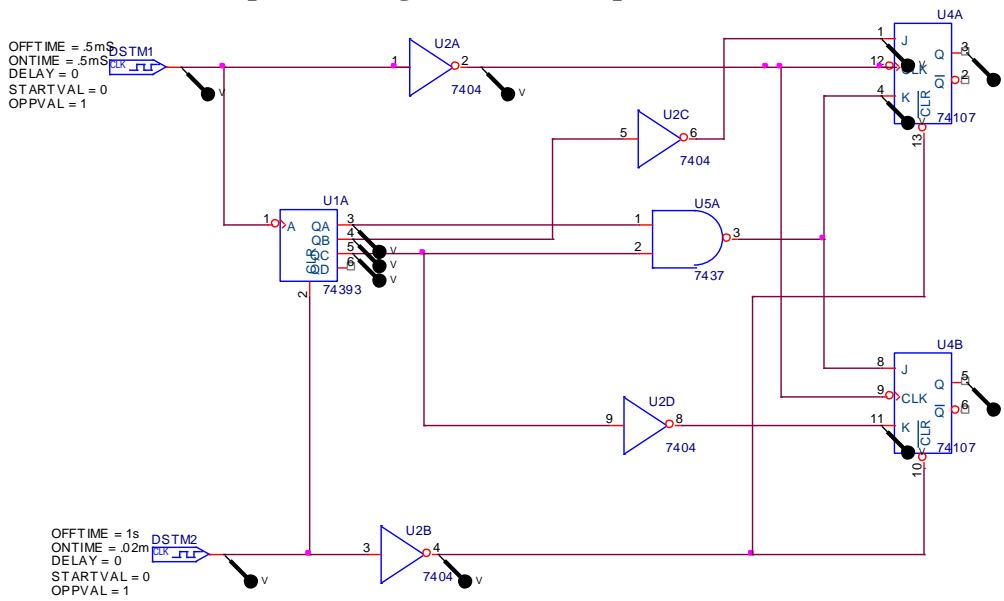 OFFTIME = .5mS
ONTIME = .5mS
DELAY = 0
STARTVAL = 0
OPPVAL = 1
DSTM1
CLK
1
U2A
2
7404
V
V
5
U2C
6
7404
1
U1A
A
QA
QB
QC
QD
CLR
3
4
5
6
2
74393
V
V
V
1
2
U5A
3
7437
9
U2D
8
7404
U4A
1
J
12
CLK
4
K
Q
Q
CLR
3
2
13
74107
V
V
U4B
8
J
9
CLK
11
K
Q
Q
CLR
5
6
10
74107
V
OFFTIME = 1s
ONTIME = .02m
DELAY = 0
STARTVAL = 0
OPPVAL = 1
DSTM2
CLK
3
U2B
4
7404
V
V